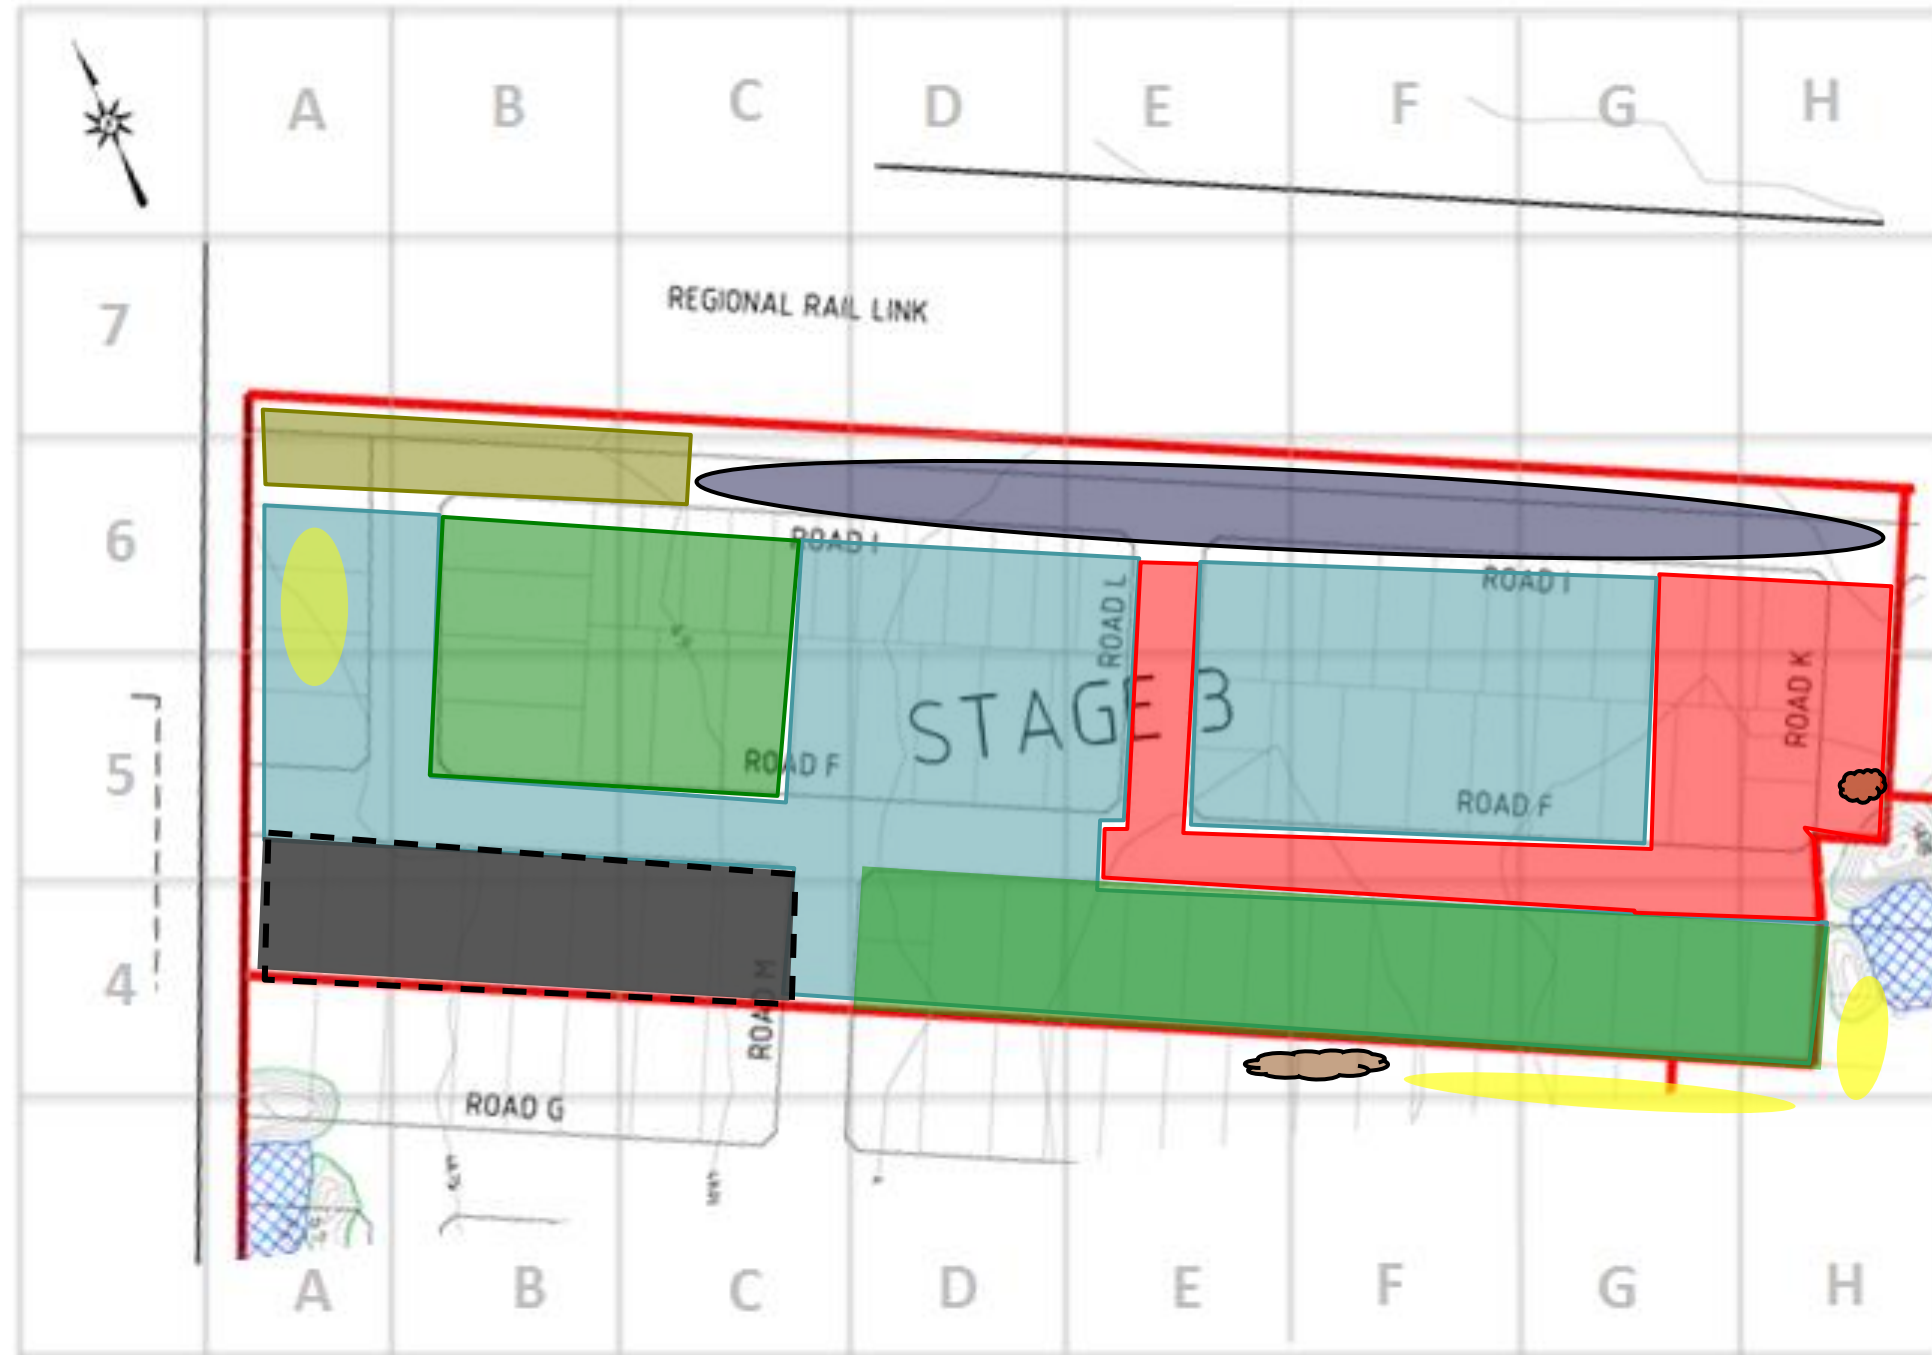 A B C D E F G H
7
REGIONAL RAIL LINK
6
ROAD I
ROAD I
ROAD L
ROAD K
STAGE 3
5
ROAD F
ROAD F
4
ROAD M
ROAD G
A B C D E F G H